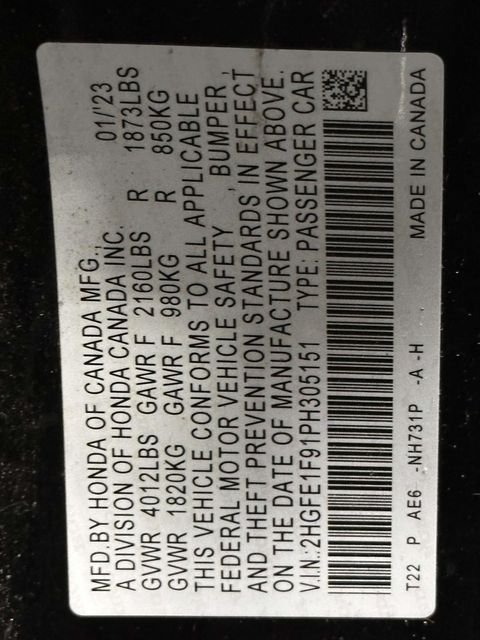 MFD.BY HONDA OF CANADA MFG., 01/'23
A DIVISION OF HONDA CANADA INC.
GVWR 4012LBS GAWR F 2160LBS R 1873LBS
GVWR 1820KG GAWR F 980KG R 850KG
THIS VEHICLE CONFORMS TO ALL APPLICABLE
FEDERAL MOTOR VEHICLE SAFETY, BUMPER,
AND THEFT PREVENTION STANDARDS IN EFFECT
ON THE DATE OF MANUFACTURE SHOWN ABOVE.
V.I.N.:2HGFE1F91PH305151 TYPE: PASSENGER CAR
T22 P AE6 -NH731P -A -H MADE IN CANADA